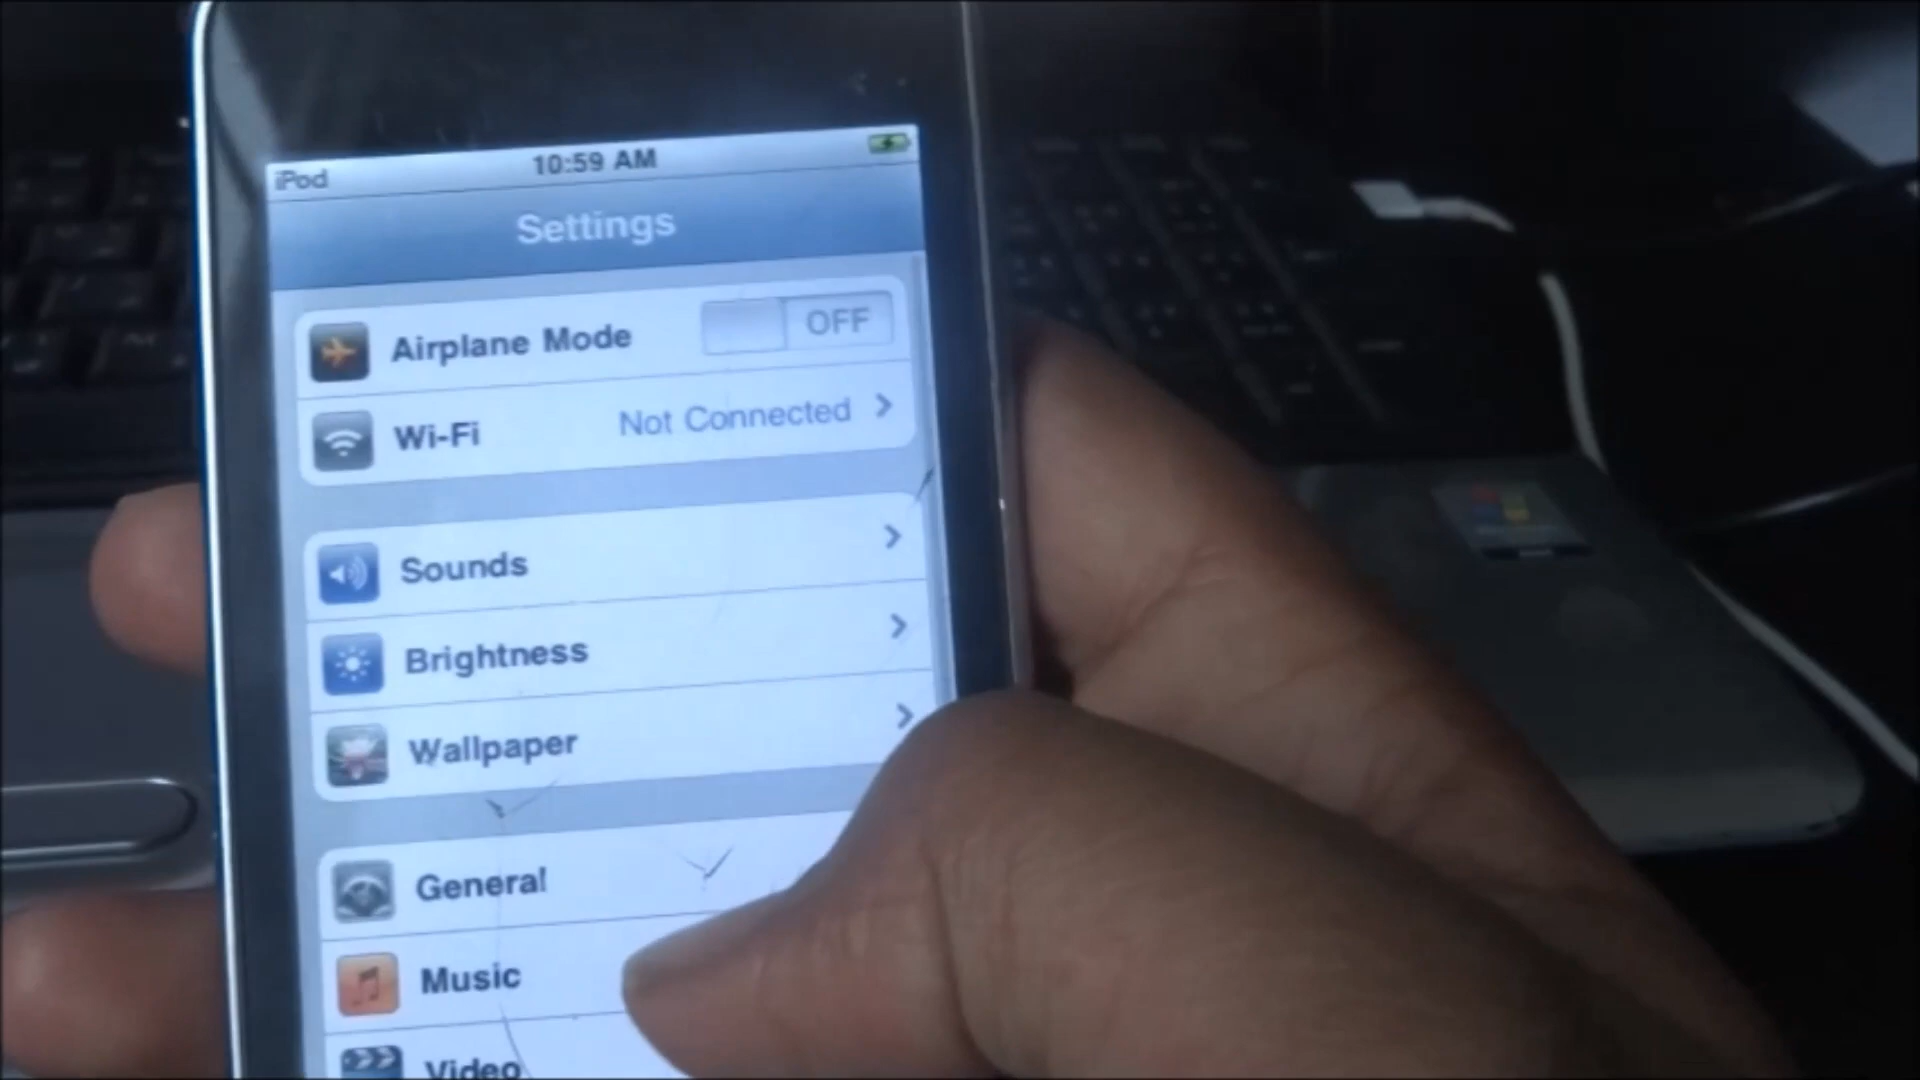 iPod 10:59 AM
Settings
Airplane Mode OFF
Wi-Fi Not Connected
Sounds
Brightness
Wallpaper
General
Music
Video